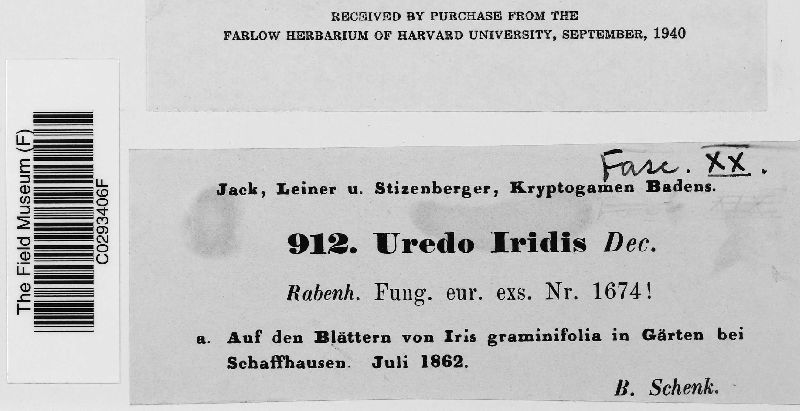 RECEIVED BY PURCHASE FROM THE
FARLOW HERBARIUM OF HARVARD UNIVERSITY, SEPTEMBER, 1940
The Field Museum (F)
C0293406F
Fasc. XX.
Jack, Leiner u. Stizenberger, Kryptogamen Badens.
912. Uredo Iridis Dec.
Rabenh. Fung. eur. exs. Nr. 1674!
a. Auf den Blättern von Iris graminifolia in Gärten bei
Schaffhausen. Juli 1862.
B. Schenk.